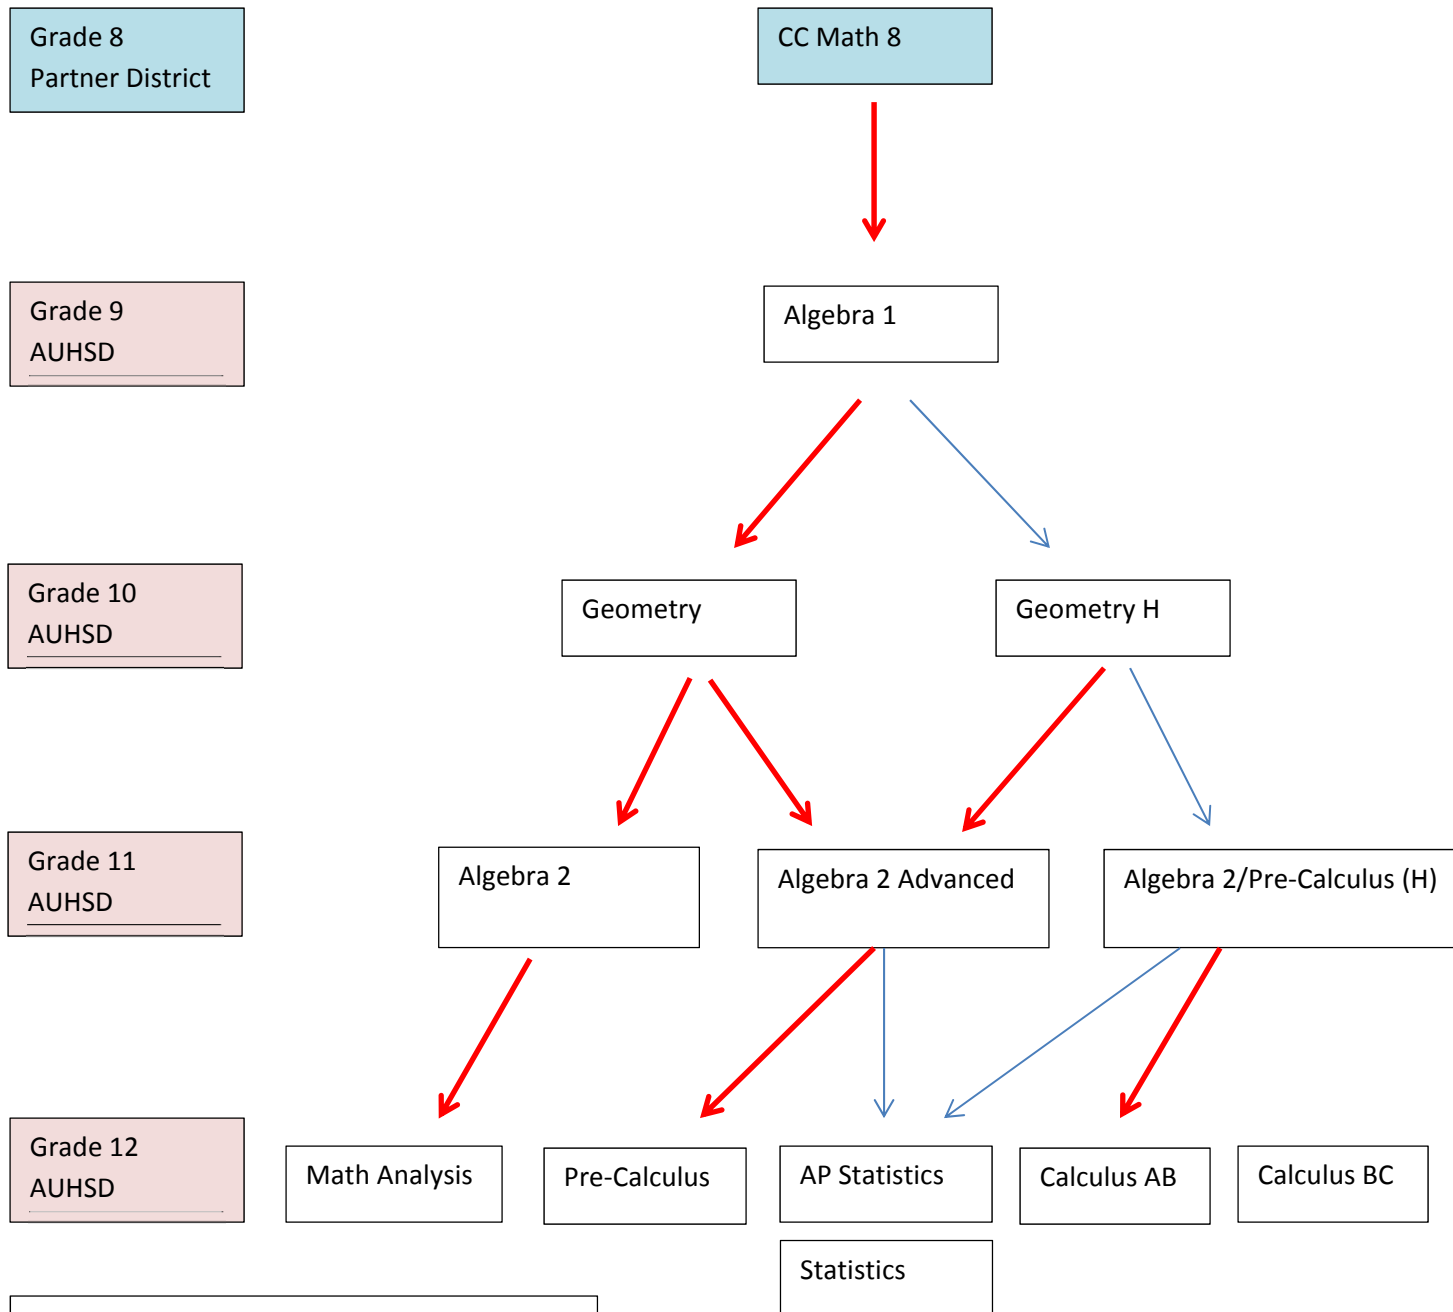 Grade 8
Partner District
CC Math 8
Grade 9
AUHSD
Algebra 1
Grade 10
AUHSD
Geometry
Geometry H
Grade 11
AUHSD
Algebra 2
Algebra 2 Advanced
Algebra 2/Pre-Calculus (H)
Grade 12
AUHSD
Math Analysis
Pre-Calculus
AP Statistics
Calculus AB
Calculus BC
Statistics